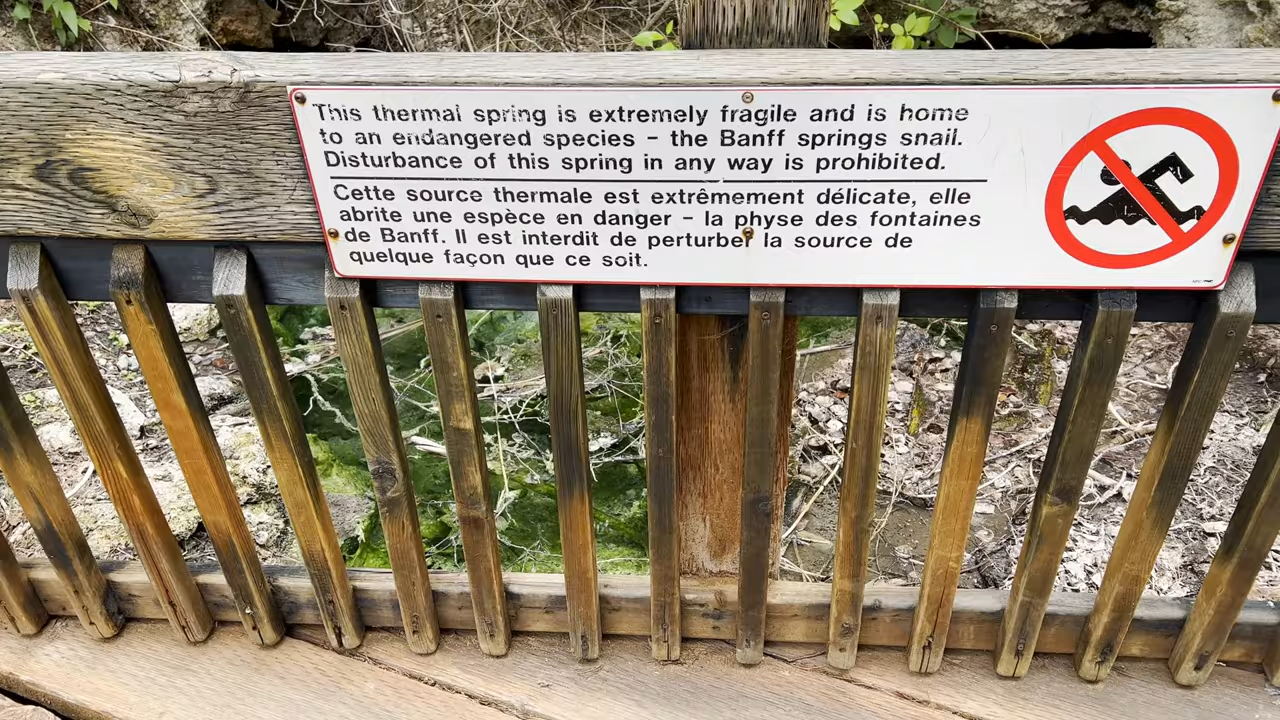 This thermal spring is extremely fragile and is home
to an endangered species - the Banff springs snail.
Disturbance of this spring in any way is prohibited.
Cette source thermale est extrêmement délicate, elle
abrite une espèce en danger - la physe des fontaines
de Banff. Il est interdit de perturber la source de
quelque façon que ce soit.